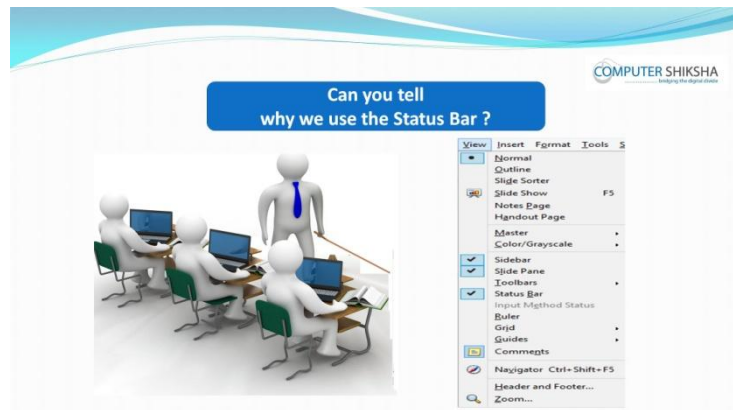 COMPUTER SHIKSHA
bridging the digital divide
Can you tell
why we use the Status Bar ?
View Insert Format Tools S
Normal
Outline
Slide Sorter
Slide Show F5
Notes Page
Handout Page
Master
Color/Grayscale
Sidebar
Slide Pane
Toolbars
Status Bar
Input Method Status
Ruler
Grid
Guides
Comments
Navigator Ctrl+Shift+F5
Header and Footer...
Zoom...